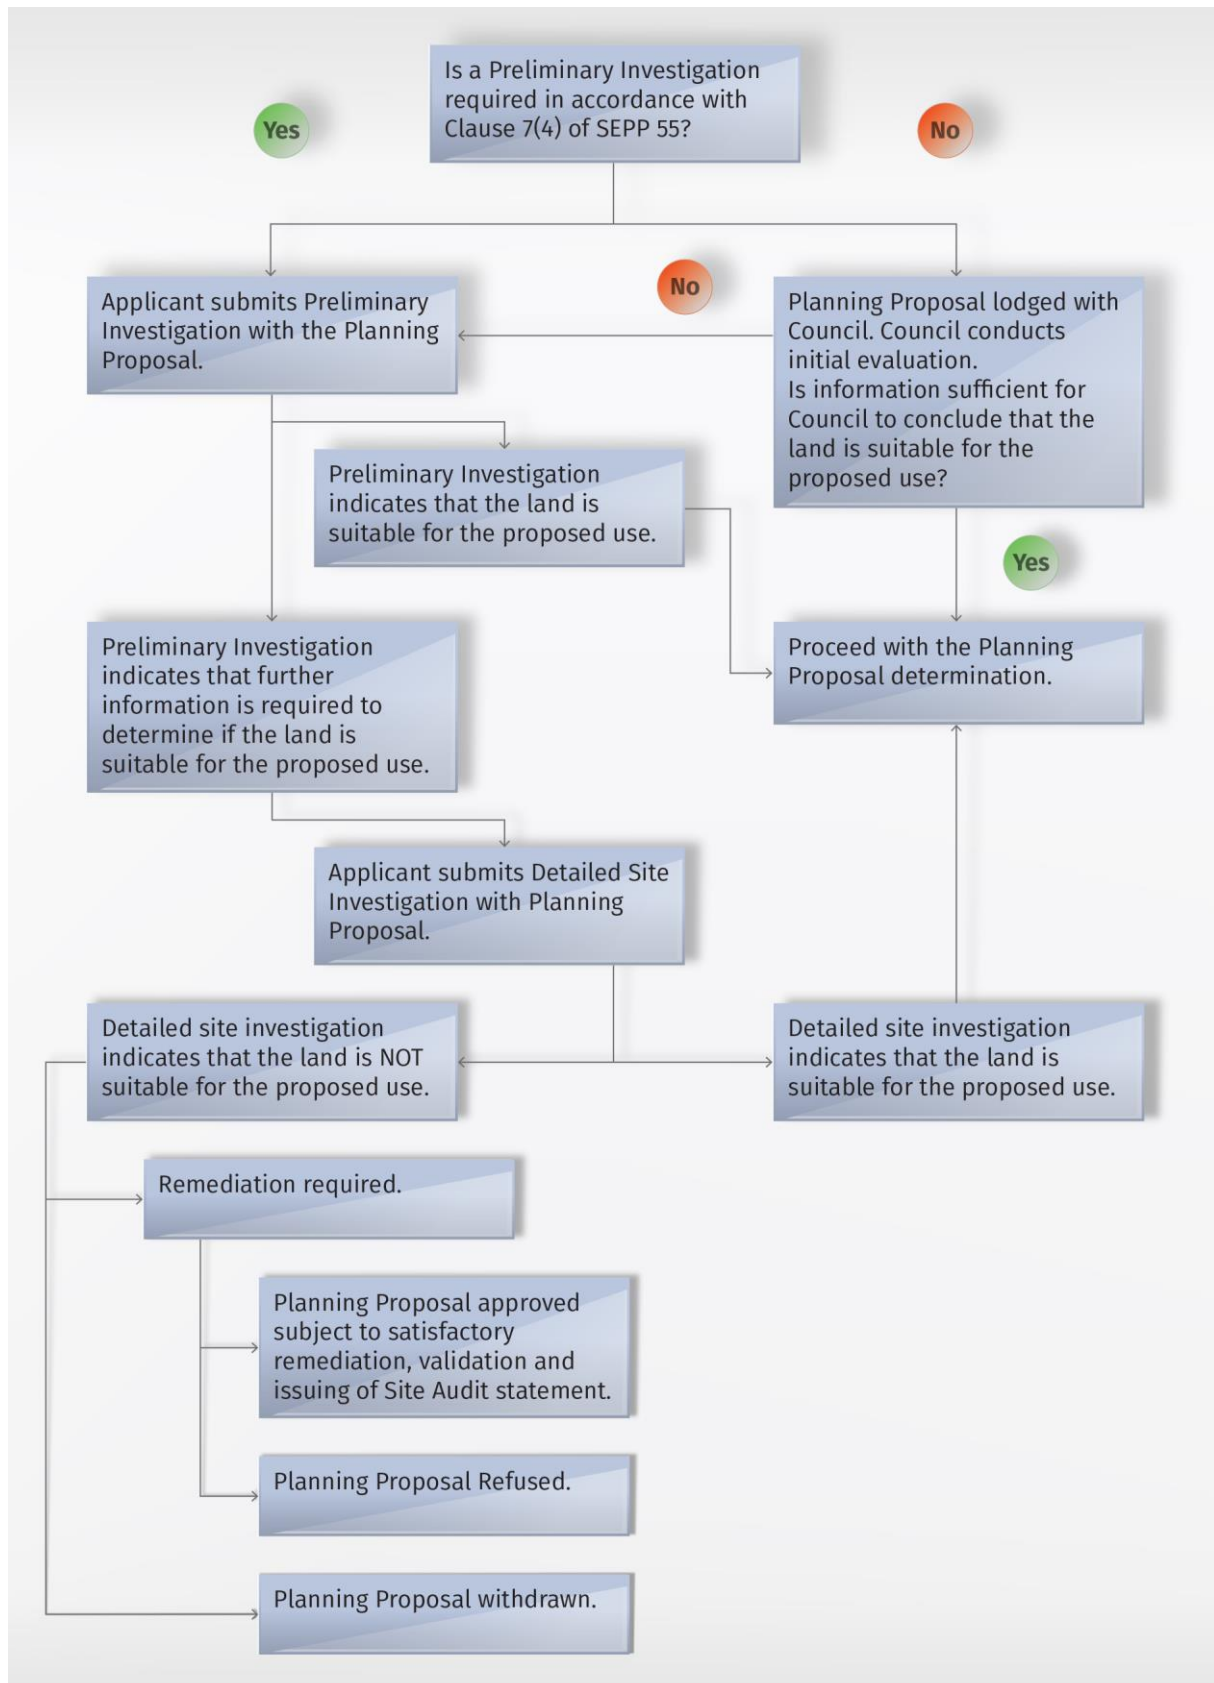 Is a Preliminary Investigation
required in accordance with
Clause 7(4) of SEPP 55?
Yes
No
Applicant submits Preliminary
Investigation with the Planning
Proposal.
No
Planning Proposal lodged with
Council. Council conducts
initial evaluation.
Is information sufficient for
Council to conclude that the
land is suitable for the
proposed use?
Preliminary Investigation
indicates that the land is
suitable for the proposed use.
Yes
Preliminary Investigation
indicates that further
information is required to
determine if the land is
suitable for the proposed use.
Proceed with the Planning
Proposal determination.
Applicant submits Detailed Site
Investigation with Planning
Proposal.
Detailed site investigation
indicates that the land is NOT
suitable for the proposed use.
Detailed site investigation
indicates that the land is
suitable for the proposed use.
Remediation required.
Planning Proposal approved
subject to satisfactory
remediation, validation and
issuing of Site Audit statement.
Planning Proposal Refused.
Planning Proposal withdrawn.